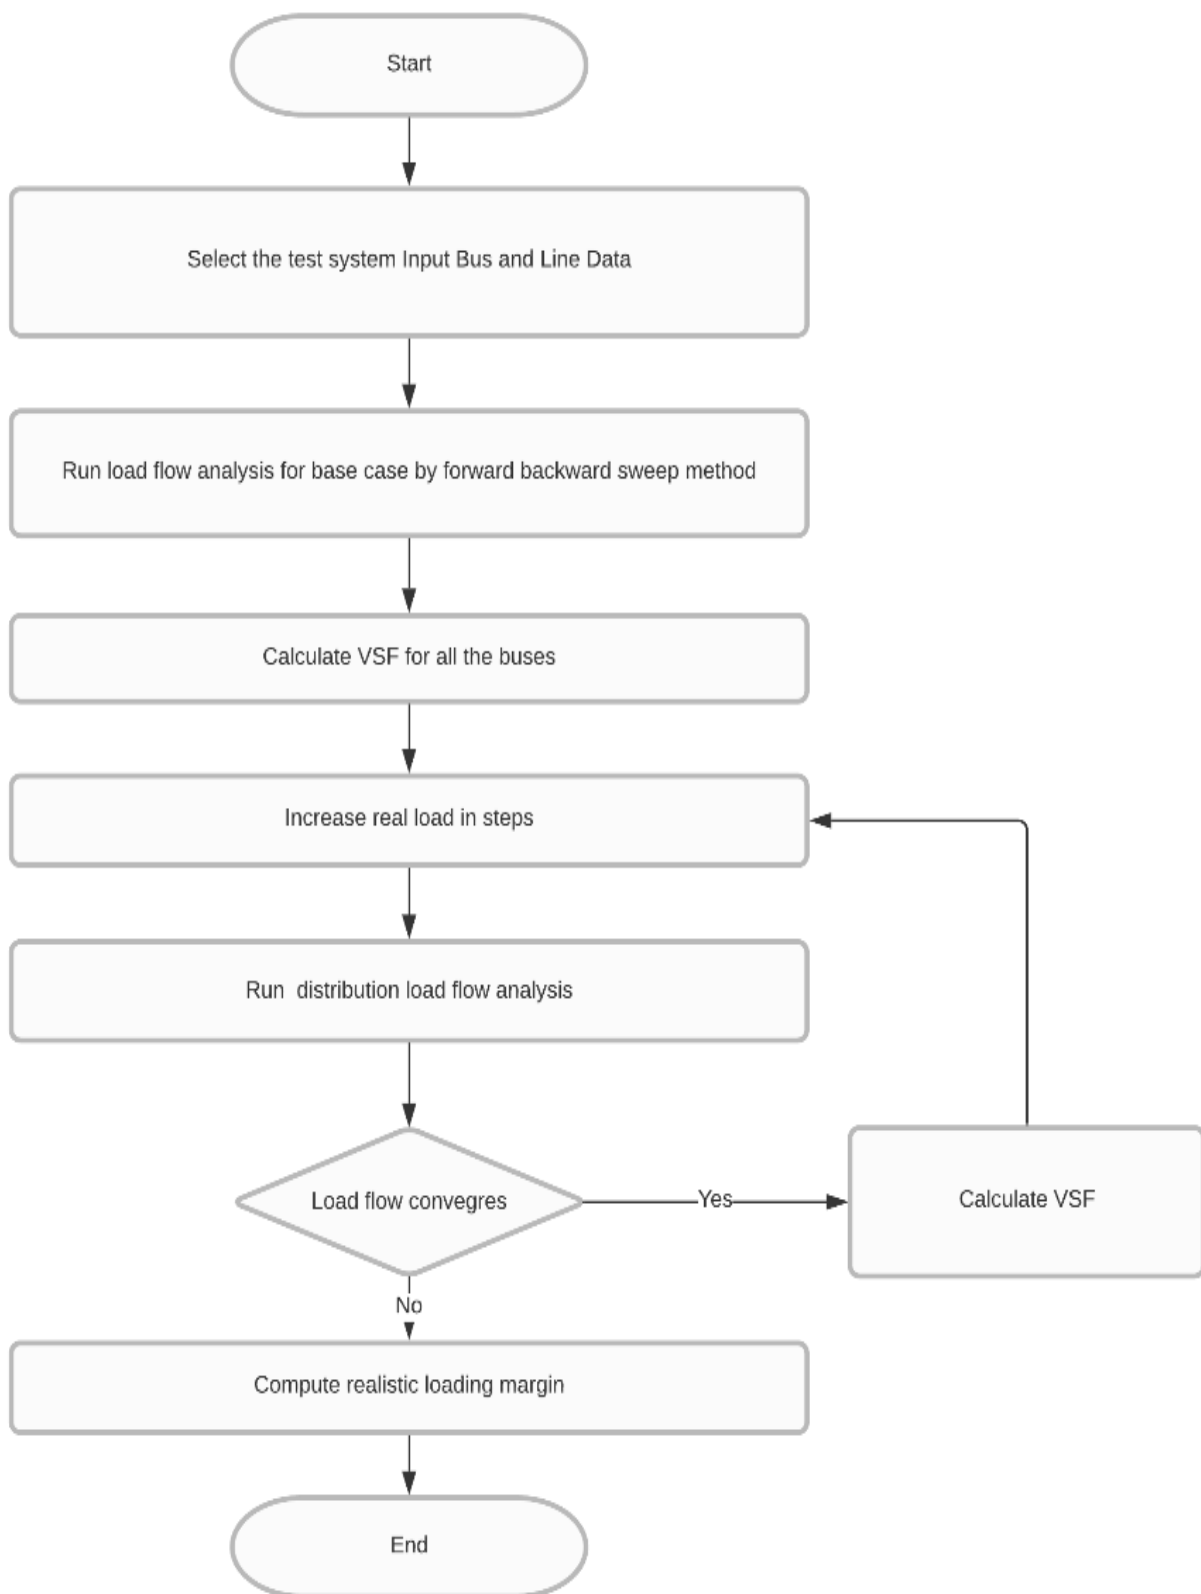 Start
Select the test system Input Bus and Line Data
Run load flow analysis for base case by forward backward sweep method
Calculate VSF for all the buses
Increase real load in steps
Run  distribution load flow analysis
Load flow convegres
Yes
Calculate VSF
No
Compute realistic loading margin
End